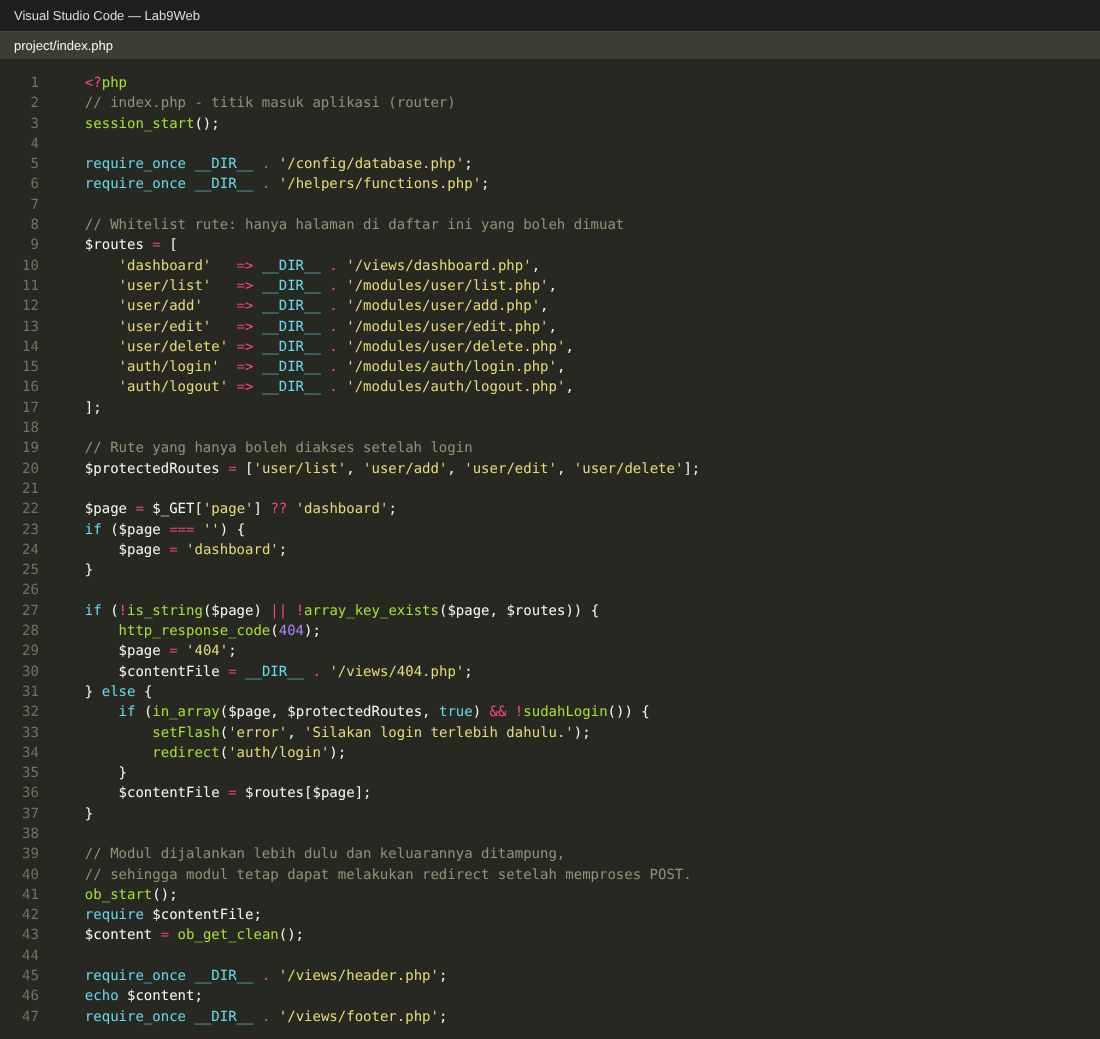 Visual Studio Code — Lab9Web
project/index.php
1 <?php
2 // index.php - titik masuk aplikasi (router)
3 session_start();
4
5 require_once __DIR__ . '/config/database.php';
6 require_once __DIR__ . '/helpers/functions.php';
7
8 // Whitelist rute: hanya halaman di daftar ini yang boleh dimuat
9 $routes = [
10     'dashboard'   => __DIR__ . '/views/dashboard.php',
11     'user/list'   => __DIR__ . '/modules/user/list.php',
12     'user/add'    => __DIR__ . '/modules/user/add.php',
13     'user/edit'   => __DIR__ . '/modules/user/edit.php',
14     'user/delete' => __DIR__ . '/modules/user/delete.php',
15     'auth/login'  => __DIR__ . '/modules/auth/login.php',
16     'auth/logout' => __DIR__ . '/modules/auth/logout.php',
17 ];
18
19 // Rute yang hanya boleh diakses setelah login
20 $protectedRoutes = ['user/list', 'user/add', 'user/edit', 'user/delete'];
21
22 $page = $_GET['page'] ?? 'dashboard';
23 if ($page === '') {
24     $page = 'dashboard';
25 }
26
27 if (!is_string($page) || !array_key_exists($page, $routes)) {
28     http_response_code(404);
29     $page = '404';
30     $contentFile = __DIR__ . '/views/404.php';
31 } else {
32     if (in_array($page, $protectedRoutes, true) && !sudahLogin()) {
33         setFlash('error', 'Silakan login terlebih dahulu.');
34         redirect('auth/login');
35     }
36     $contentFile = $routes[$page];
37 }
38
39 // Modul dijalankan lebih dulu dan keluarannya ditampung,
40 // sehingga modul tetap dapat melakukan redirect setelah memproses POST.
41 ob_start();
42 require $contentFile;
43 $content = ob_get_clean();
44
45 require_once __DIR__ . '/views/header.php';
46 echo $content;
47 require_once __DIR__ . '/views/footer.php';